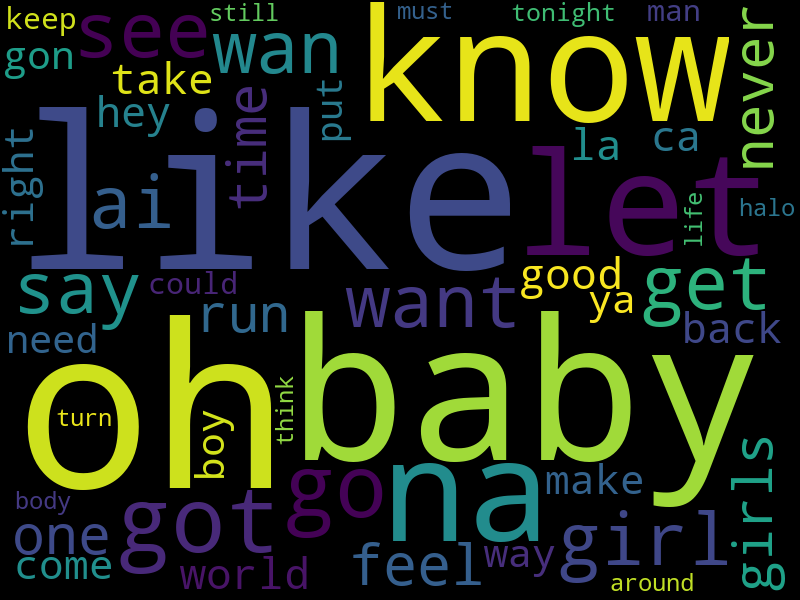 keep
see
still
must
tonight
man
gon
wan
know
never
take
hey
time
put
la
ca
right
like
let
ai
life
halo
say
could
want
good
get
need
run
ya
back
oh
baby
turn
boy
think
go
na
make
girls
body
one
got
come
world
feel
way
girl
around